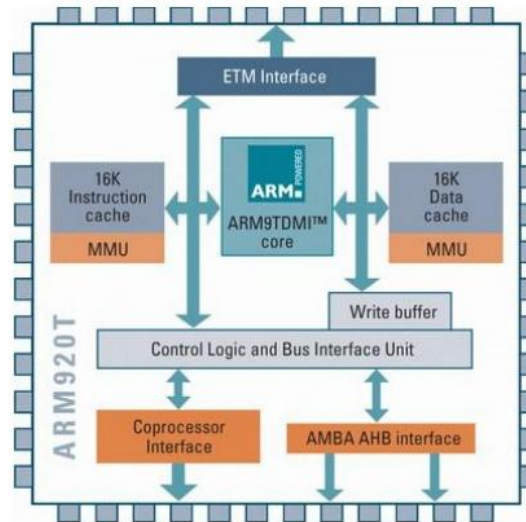 ETM Interface
16K
Instruction
cache
MMU
ARM
POWERED
ARM9TDMI™
core
16K
Data
cache
MMU
Write buffer
Control Logic and Bus Interface Unit
Coprocessor
Interface
AMBA AHB interface
ARM920T